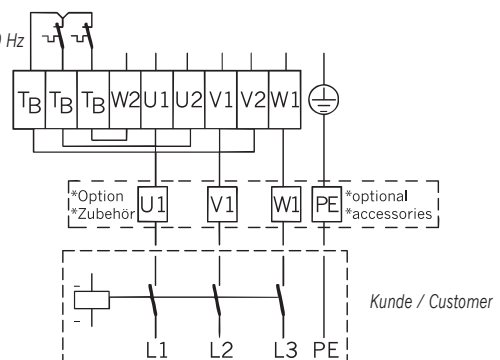 Hz
TB TB TB W2 U1 U2 V1 V2 W1
*Option
*Zubehör
U1 V1 W1 PE
*optional
*accessories
Kunde / Customer
L1 L2 L3 PE